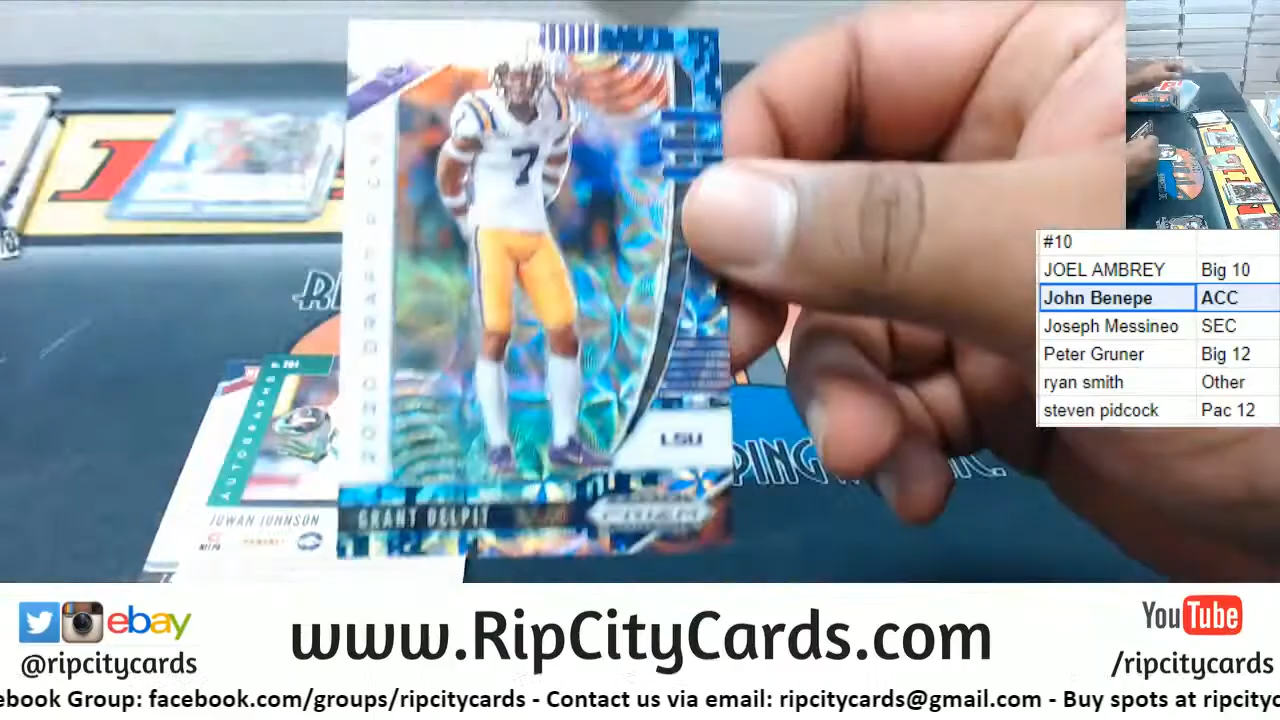 7
LSU
GRANT DELPIT
PRIZM
AUTOGRAPHS
JUWAN JOHNSON
#10
JOEL AMBREY Big 10
John Benepe ACC
Joseph Messineo SEC
Peter Gruner Big 12
ryan smith Other
steven pidcock Pac 12
ebay
@ripcitycards
www.RipCityCards.com
YouTube
/ripcitycards
ebook Group: facebook.com/groups/ripcitycards - Contact us via email: ripcitycards@gmail.com - Buy spots at ripcityc